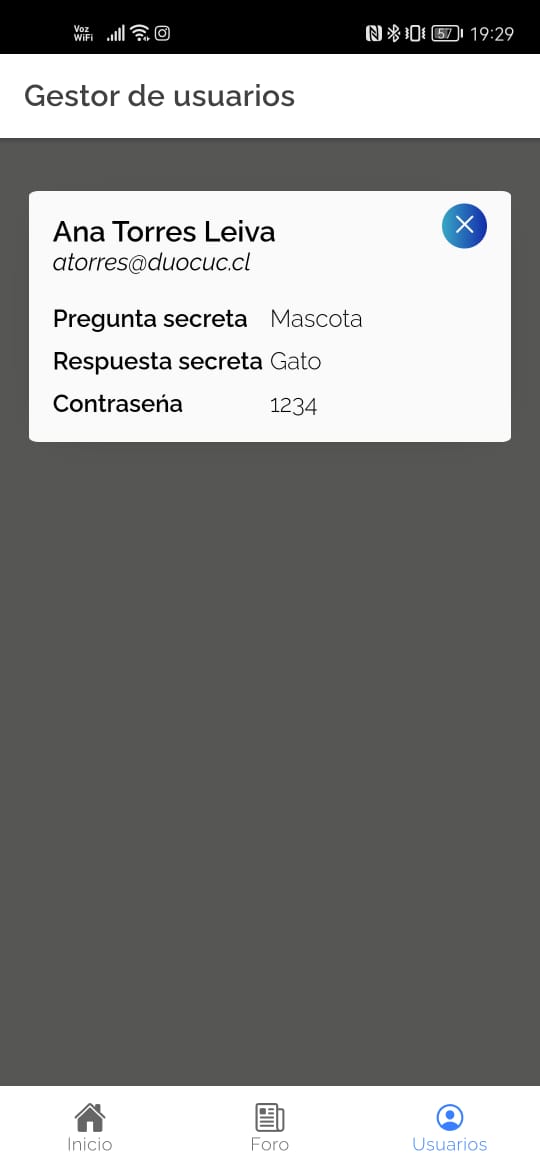 Voz
WiFi
57
19:29
Gestor de usuarios
Ana Torres Leiva
atorres@duocuc.cl
Pregunta secreta Mascota
Respuesta secreta Gato
Contraseńa 1234
Inicio
Foro
Usuarios